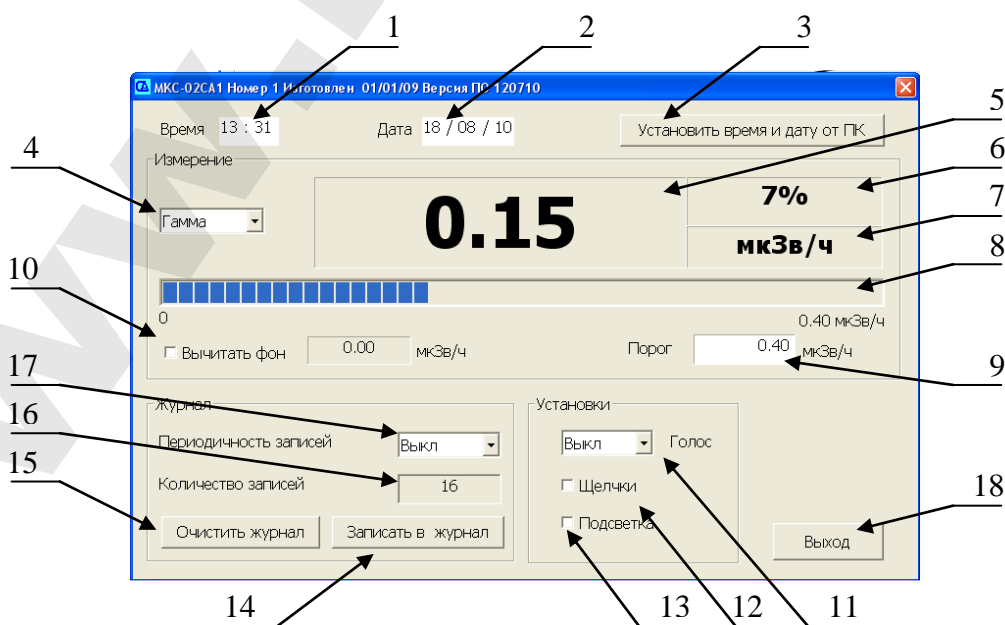 1 2 3
МКС-02СА1 Номер 1 Изготовлен 01/01/09 Версия ПО 120710
Время 13 : 31 Дата 18 / 08 / 10 Установить время и дату от ПК
5
4
Измерение
6
7% 
Гамма
0.15
7
мкЗв/ч
8
10
0 0.40 мкЗв/ч
Вычитать фон 0.00 мкЗв/ч Порог 0.40 мкЗв/ч
9
17
Журнал Установки
16
Периодичность записей Выкл Выкл Голос
15
Количество записей 16 Щелчки
18
Очистить журнал Записать в журнал Подсветка
Выход
14 13 12 11